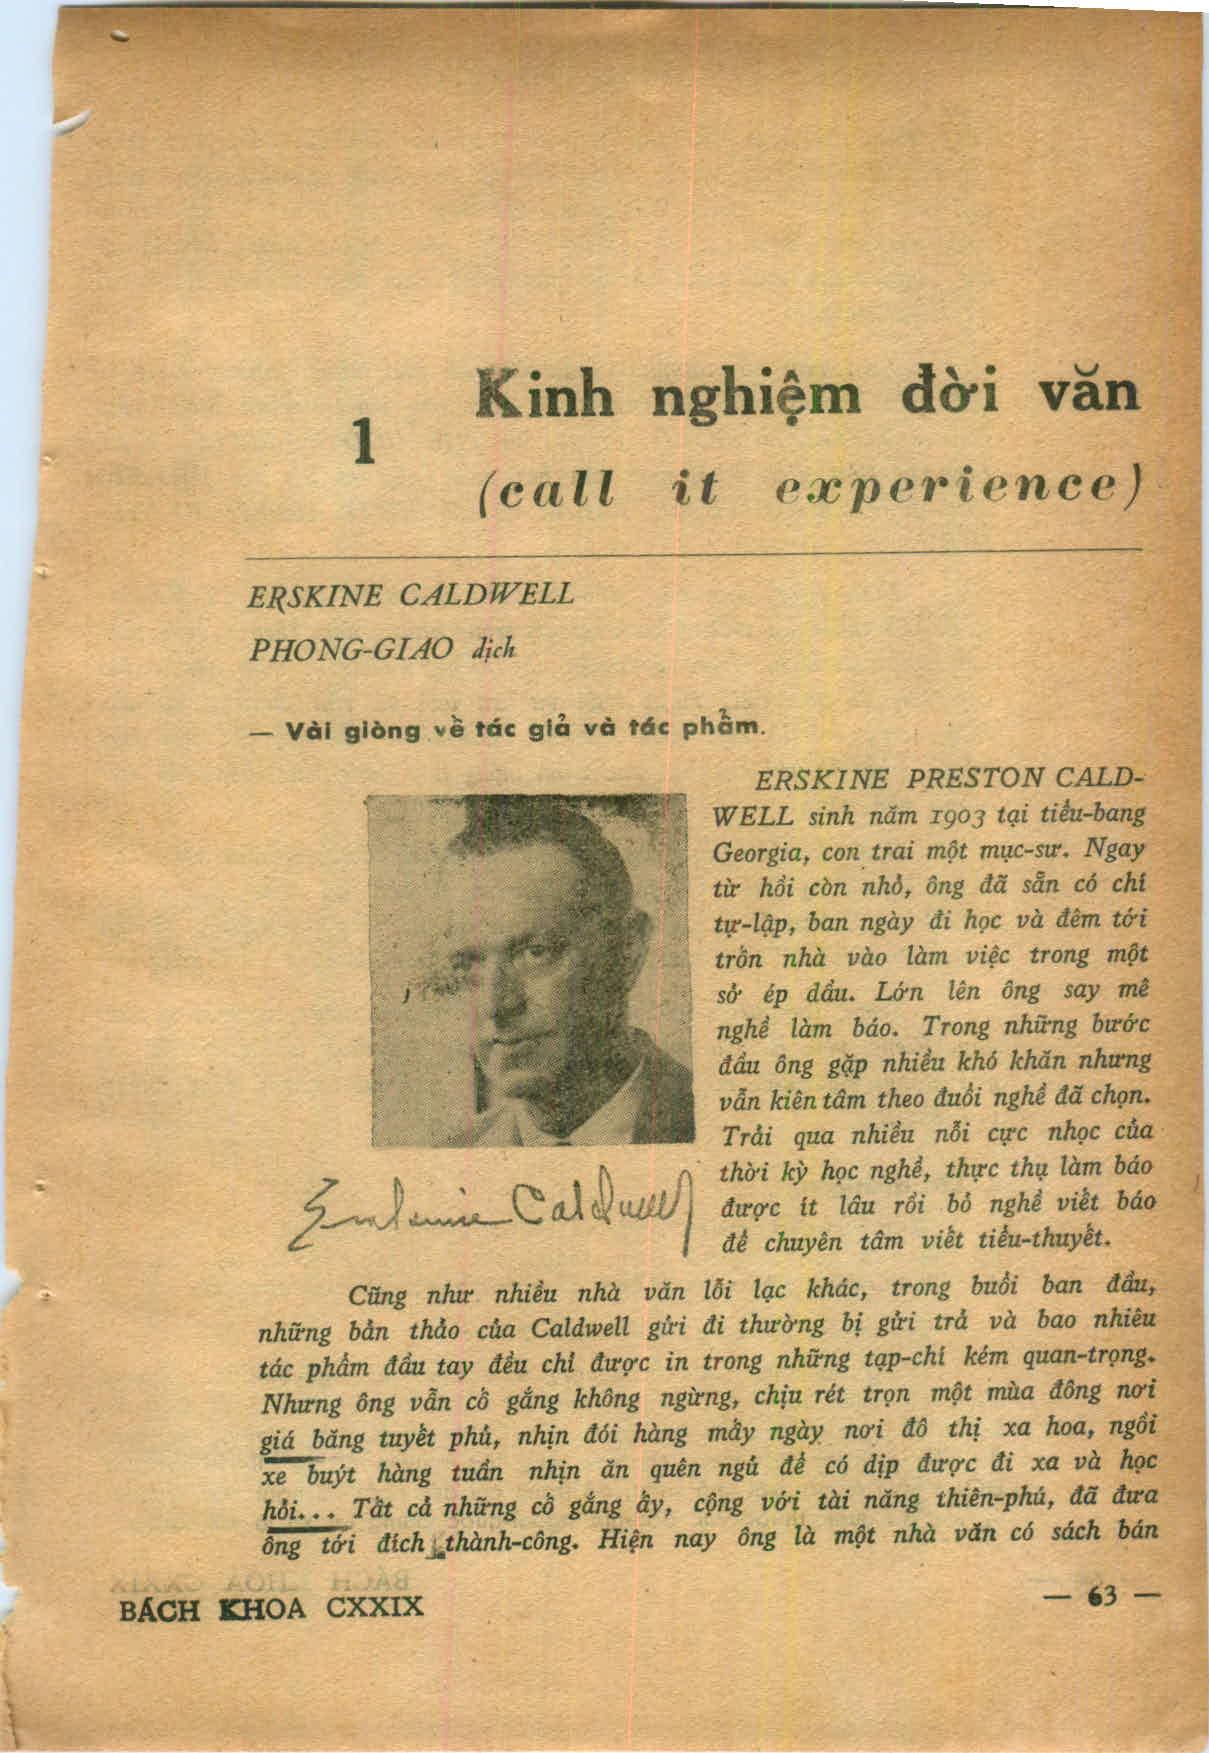 1
Kinh nghiệm đời văn
(call it experience)
ERSKINE CALDWELL
PHONG-GIAO dịch
— Vài giòng về tác giả và tác phẩm.
ERSKINE PRESTON CALD-
WELL sinh năm 1903 tại tiểu-bang
Georgia, con trai một mục-sư. Ngay
từ hồi còn nhỏ, ông đã sẵn có chí
tự-lập, ban ngày đi học và đêm tới
trốn nhà vào làm việc trong một
sở ép dầu. Lớn lên ông say mê
nghề làm báo. Trong những bước
đầu ông gặp nhiều khó khăn nhưng
vẫn kiên tâm theo đuổi nghề đã chọn.
Trải qua nhiều nỗi cực nhọc của
thời kỳ học nghề, thực thụ làm báo
được ít lâu rồi bỏ nghề viết báo
để chuyên tâm viết tiểu-thuyết.
Erskine Caldwell
Cũng như nhiều nhà văn lỗi lạc khác, trong buổi ban đầu,
những bản thảo của Caldwell gửi đi thường bị gửi trả và bao nhiêu
tác phẩm đầu tay đều chỉ được in trong những tạp-chí kém quan-trọng.
Nhưng ông vẫn cố gắng không ngừng, chịu rét trọn một mùa đông nơi
giá băng tuyết phủ, nhịn đói hàng mấy ngày nơi đô thị xa hoa, ngồi
xe buýt hàng tuần nhịn ăn quên ngủ để có dịp được đi xa và học
hỏi... Tất cả những cố gắng ấy, cộng với tài năng thiên-phú, đã đưa
ông tới đích thành-công. Hiện nay ông là một nhà văn có sách bán
BÁCH KHOA CXXIX
— 63 —